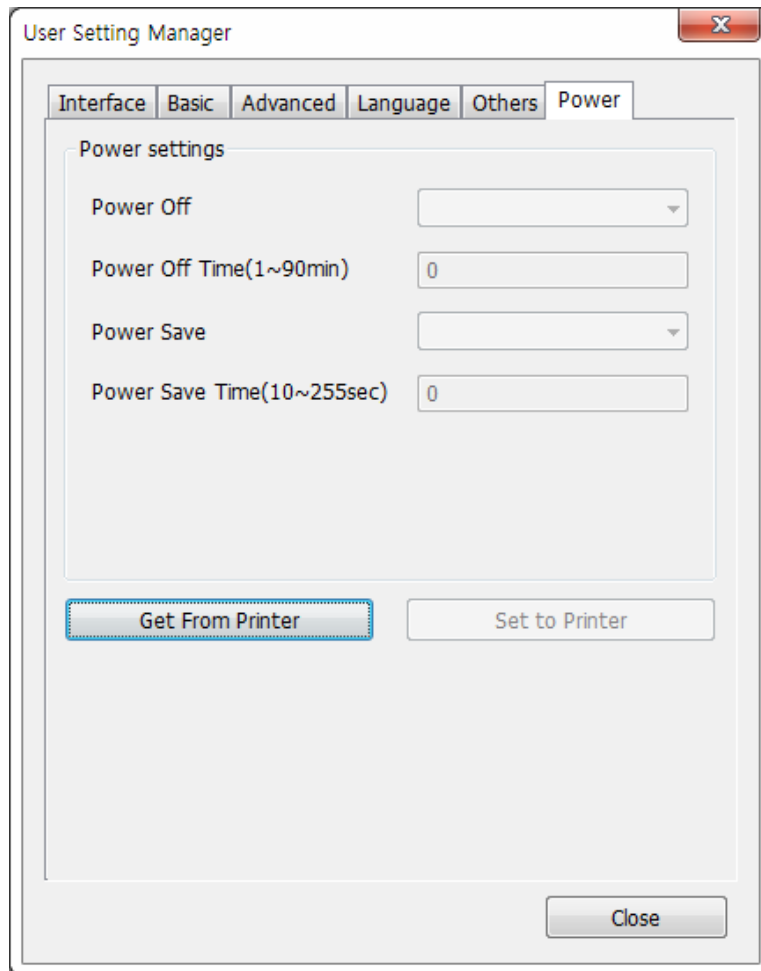 User Setting Manager
Interface Basic Advanced Language Others Power
Power settings
Power Off
Power Off Time(1~90min) 0
Power Save
Power Save Time(10~255sec) 0
Get From Printer Set to Printer
Close